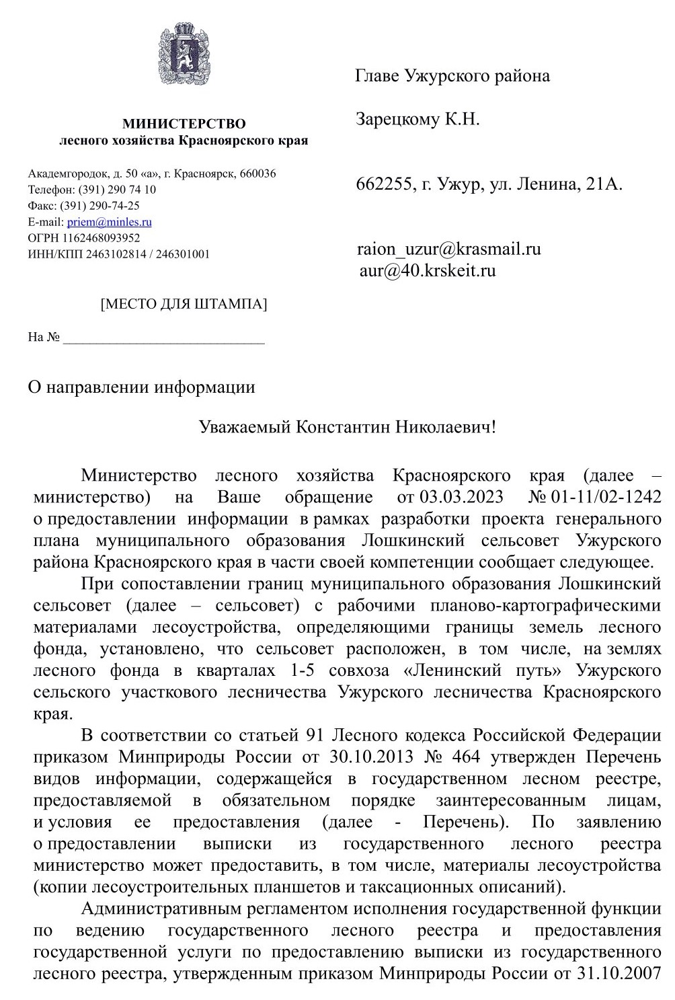 МИНИСТЕРСТВО
лесного хозяйства Красноярского края
Академгородок, д. 50 «а», г. Красноярск, 660036
Телефон: (391) 290 74 10
Факс: (391) 290-74-25
E-mail: priem@minles.ru
ОГРН 1162468093952
ИНН/КПП 2463102814 / 246301001
[МЕСТО ДЛЯ ШТАМПА]
На № ______________________________
Главе Ужурского района
Зарецкому К.Н.
662255, г. Ужур, ул. Ленина, 21А.
raion_uzur@krasmail.ru
aur@40.krskeit.ru
О направлении информации
Уважаемый Константин Николаевич!
Министерство лесного хозяйства Красноярского края (далее –
министерство) на Ваше обращение от 03.03.2023 № 01-11/02-1242
о предоставлении информации в рамках разработки проекта генерального
плана муниципального образования Лошкинский сельсовет Ужурского
района Красноярского края в части своей компетенции сообщает следующее.
При сопоставлении границ муниципального образования Лошкинский
сельсовет (далее – сельсовет) с рабочими планово-картографическими
материалами лесоустройства, определяющими границы земель лесного
фонда, установлено, что сельсовет расположен, в том числе, на землях
лесного фонда в кварталах 1-5 совхоза «Ленинский путь» Ужурского
сельского участкового лесничества Ужурского лесничества Красноярского
края.
В соответствии со статьей 91 Лесного кодекса Российской Федерации
приказом Минприроды России от 30.10.2013 № 464 утвержден Перечень
видов информации, содержащейся в государственном лесном реестре,
предоставляемой в обязательном порядке заинтересованным лицам,
и условия ее предоставления (далее - Перечень). По заявлению
о предоставлении выписки из государственного лесного реестра
министерство может предоставить, в том числе, материалы лесоустройства
(копии лесоустроительных планшетов и таксационных описаний).
Административным регламентом исполнения государственной функции
по ведению государственного лесного реестра и предоставления
государственной услуги по предоставлению выписки из государственного
лесного реестра, утвержденным приказом Минприроды России от 31.10.2007